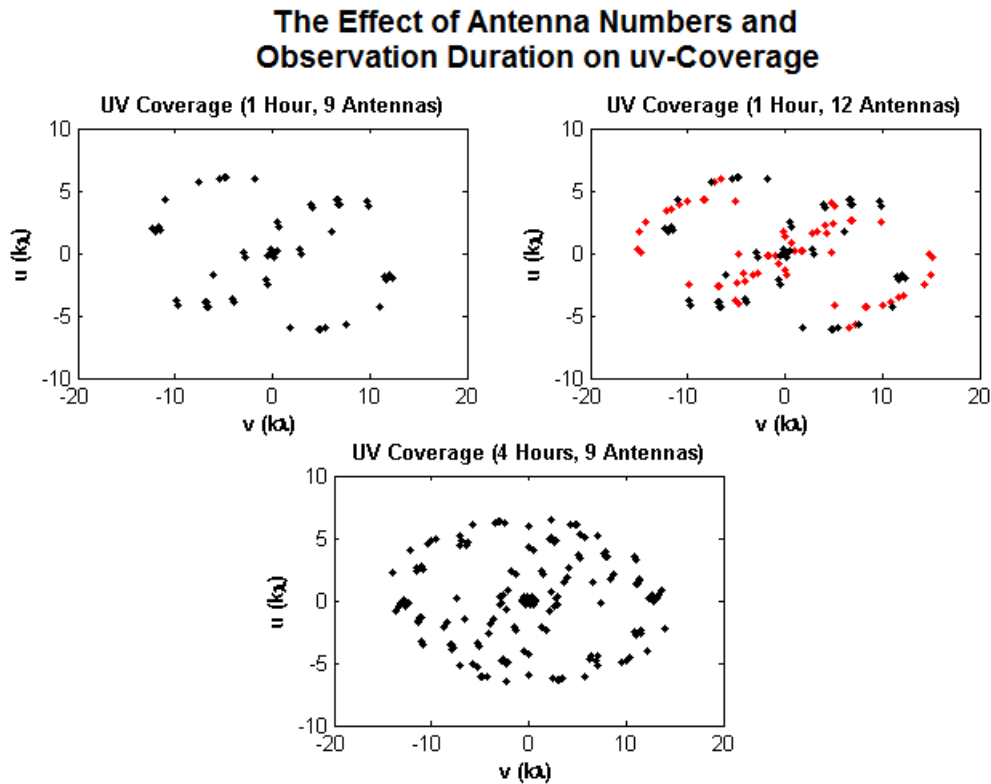 The Effect of Antenna Numbers and
Observation Duration on uv-Coverage
UV Coverage (1 Hour, 9 Antennas)
10
5
0
-5
-10
-20
-10
0
10
20
u (kλ)
v (kλ)
UV Coverage (1 Hour, 12 Antennas)
10
5
0
-5
-10
-20
-10
0
10
20
u (kλ)
v (kλ)
UV Coverage (4 Hours, 9 Antennas)
10
5
0
-5
-10
-20
-10
0
10
20
u (kλ)
v (kλ)